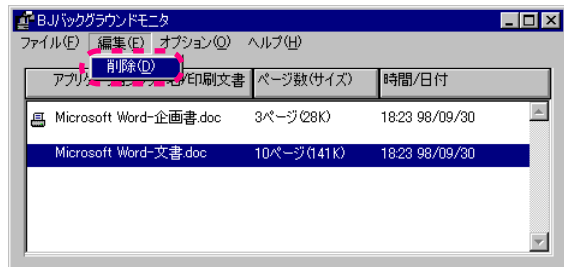 BJバックグラウンドモニタ
ファイル(F) 編集(E) オプション(O) ヘルプ(H)
削除(D)
アプリ 名/印刷文書 ページ数(サイズ) 時間/日付
Microsoft Word-企画書.doc 3ページ(28K) 18:23 98/09/30
Microsoft Word-文書.doc 10ページ(141K) 18:23 98/09/30